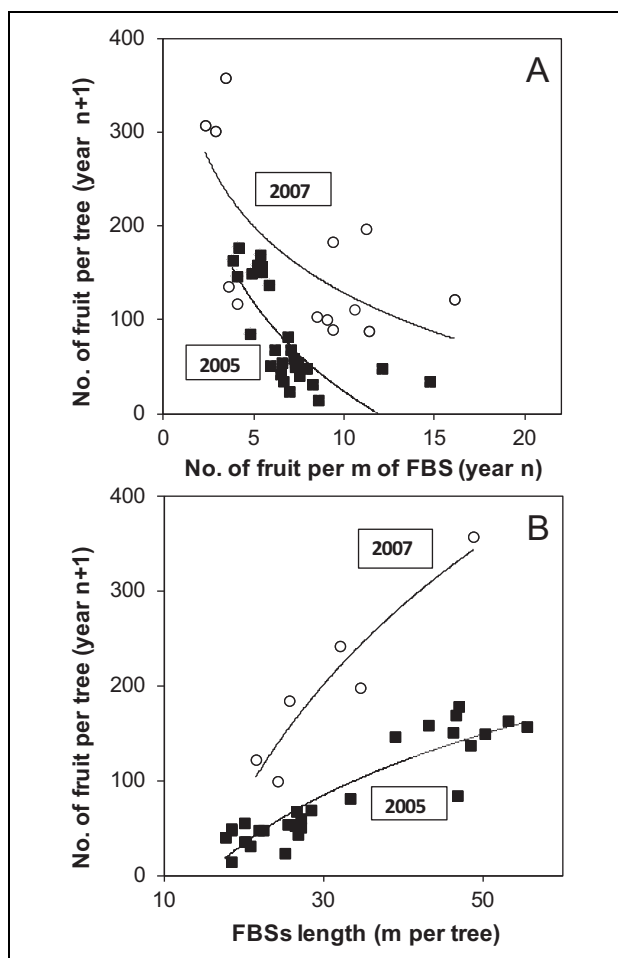 A
No. of fruit per tree (year n+1)
400
300
200
100
0
2007
2005
0 5 10 15 20
No. of fruit per m of FBS (year n)
B
No. of fruit per tree (year n+1)
400
300
200
100
0
2007
2005
10 30 50
FBSs length (m per tree)